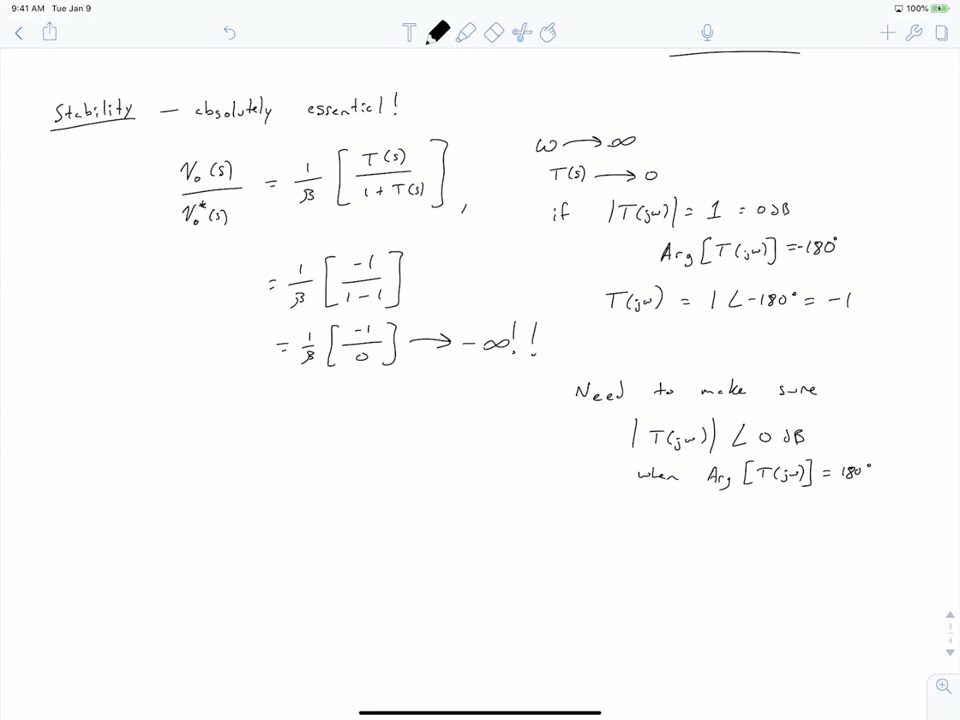 9:41 AM Tue Jan 9
100%
Stability — absolutely essential!
V₀(s) / V₀*(s) = 1/β [ T(s) / 1 + T(s) ] ,
= 1/β [ -1 / 1 - 1 ]
= 1/β [ -1 / 0 ] → -∞!!
ω → ∞
T(s) → 0
if |T(jω)| = 1 = 0 dB
Arg [T(jω)] = -180°
T(jω) = 1 ∠ -180° = -1
Need to make sure
|T(jω)| < 0 dB
when Arg [T(jω)] = 180°
3
4